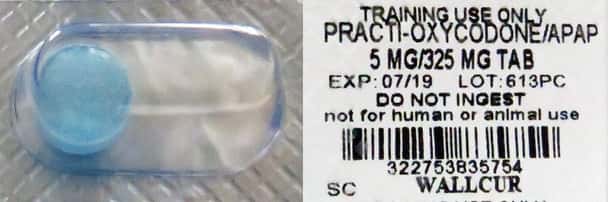 TRAINING USE ONLY
PRACTI-OXYCODONE/APAP
5 MG/325 MG TAB
EXP: 07/19 LOT: 613PC
DO NOT INGEST
not for human or animal use
322753835754
SC WALLCUR